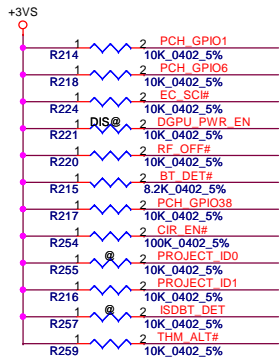 +3VS
1 2 PCH_GPIO1
R214 10K_0402_5%
1 2 PCH_GPIO6
R218 10K_0402_5%
1 2 EC_SCI#
R224 10K_0402_5%
1 DIS@ 2 DGPU_PWR_EN
R221 10K_0402_5%
1 2 RF_OFF#
R220 10K_0402_5%
1 2 BT_DET#
R215 8.2K_0402_5%
1 2 PCH_GPIO38
R217 10K_0402_5%
1 2 CIR_EN#
R254 100K_0402_5%
1 @ 2 PROJECT_ID0
R255 10K_0402_5%
1 2 PROJECT_ID1
R216 10K_0402_5%
1 @ 2 ISDBT_DET
R257 10K_0402_5%
1 2 THM_ALT#
R259 10K_0402_5%